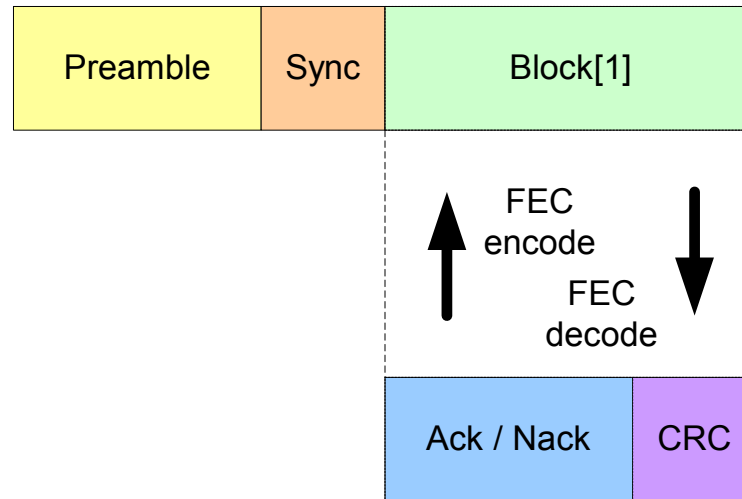 Preamble
Sync
Block[1]
FEC
encode
FEC
decode
Ack / Nack
CRC